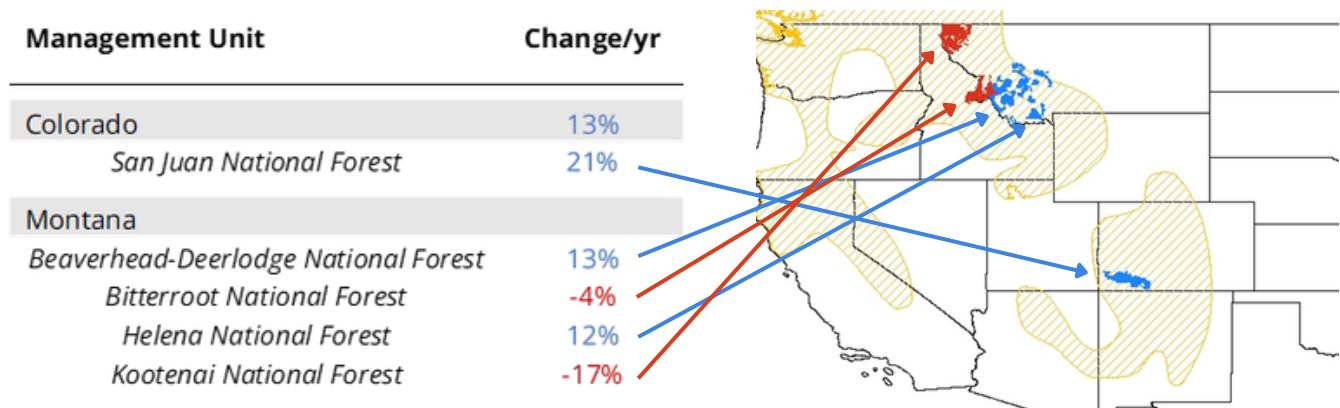 Management Unit Change/yr
Colorado 13%
San Juan National Forest 21%
Montana
Beaverhead-Deerlodge National Forest 13%
Bitterroot National Forest -4%
Helena National Forest 12%
Kootenai National Forest -17%